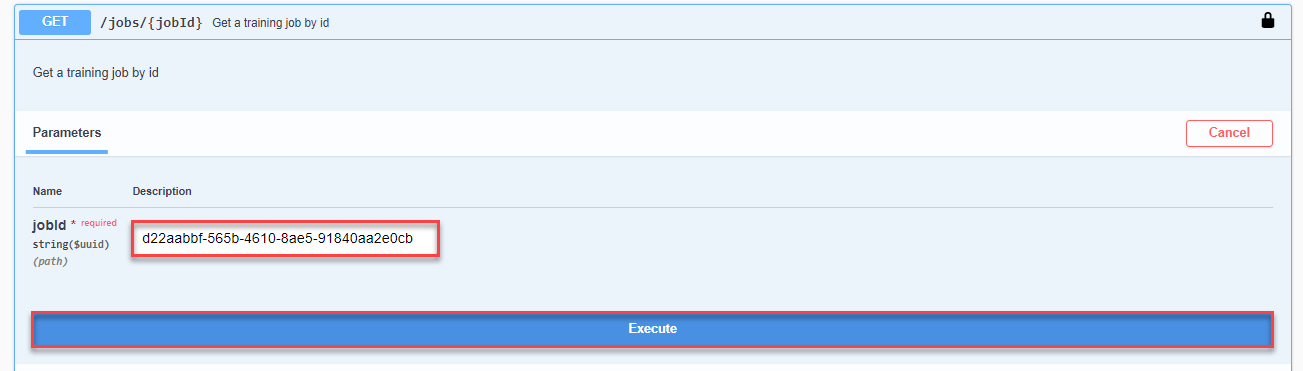 GET /jobs/{jobId} Get a training job by id
Get a training job by id
Parameters
Cancel
Name Description
jobId * required
string($uuid)
(path)
d22aabbf-565b-4610-8ae5-91840aa2e0cb
Execute